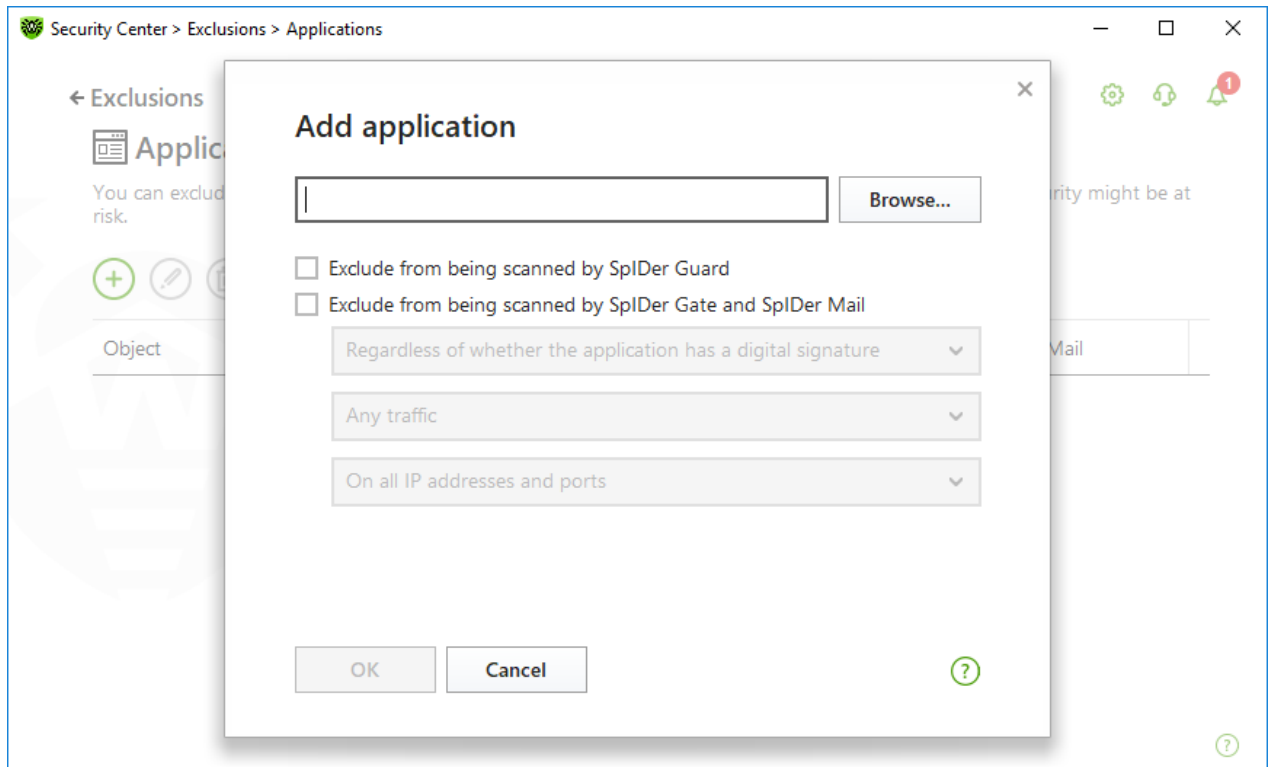 Security Center > Exclusions > Applications
Exclusions
1
Applic
You can exclud
risk.
urity might be at
Object
Mail
Add application
Browse...
Exclude from being scanned by SpIDer Guard
Exclude from being scanned by SpIDer Gate and SpIDer Mail
Regardless of whether the application has a digital signature
Any traffic
On all IP addresses and ports
OK
Cancel
?
?